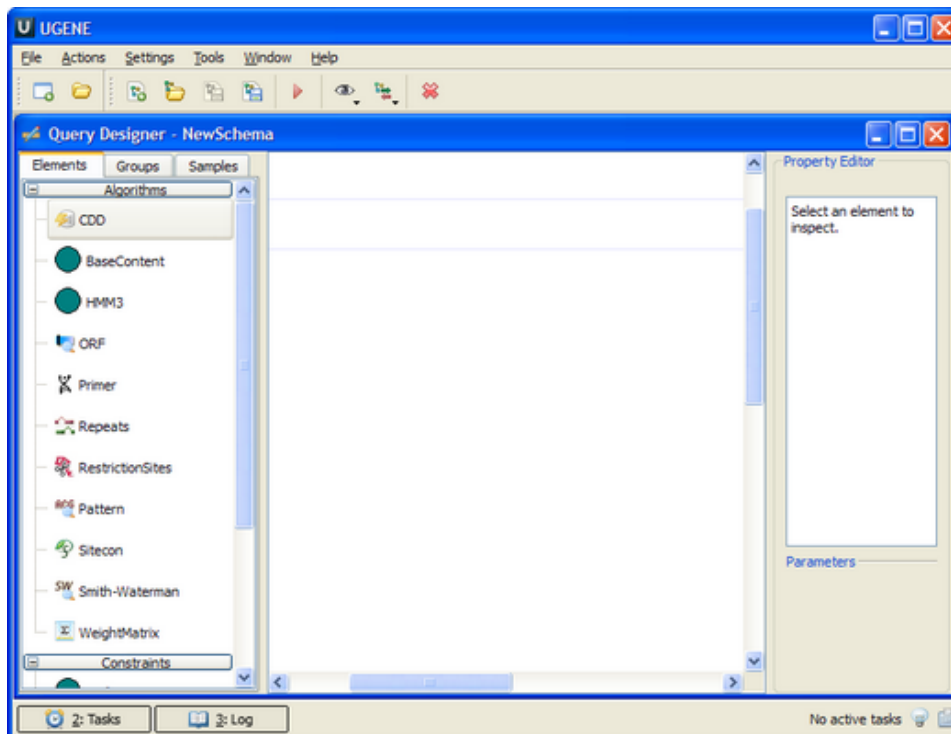 UGENE
File Actions Settings Tools Window Help
Query Designer - NewSchema
Elements Groups Samples
Algorithms
CDD
BaseContent
HMM3
ORF
Primer
Repeats
RestrictionSites
Pattern
Sitecon
SW Smith-Waterman
WeightMatrix
Constraints
Property Editor
Select an element to
inspect.
Parameters
2: Tasks 3: Log No active tasks